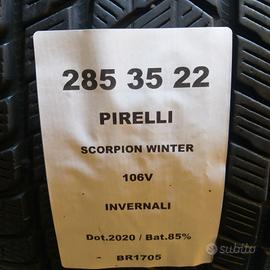 285 35 22
PIRELLI
SCORPION WINTER
106V
INVERNALI
Dot.2020 / Bat.85%
BR1705
subito